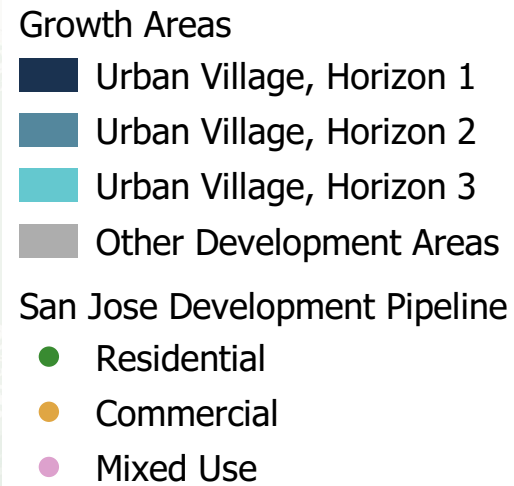 Growth Areas
Urban Village, Horizon 1
Urban Village, Horizon 2
Urban Village, Horizon 3
Other Development Areas
San Jose Development Pipeline
Residential
Commercial
Mixed Use